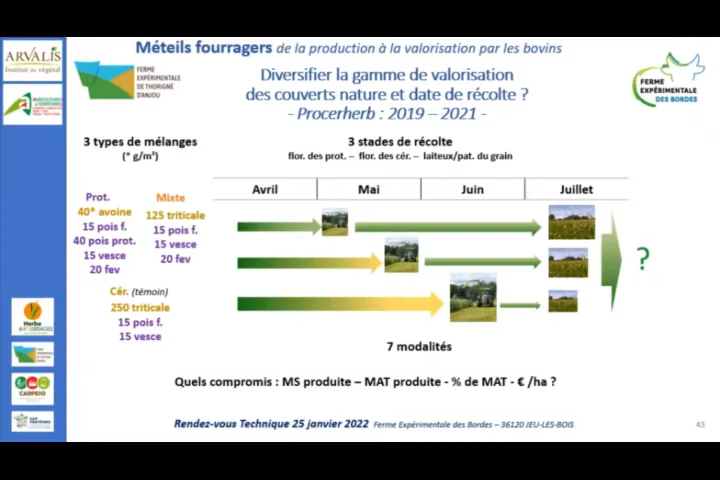 ARVALIS
Institut du végétal
Méteils fourragers de la production à la valorisation par les bovins
FERME
EXPÉRIMENTALE
DE THORIGNÉ
D'ANJOU
Diversifier la gamme de valorisation
des couverts nature et date de récolte ?
- Procerherb : 2019 – 2021 -
FERME
EXPÉRIMENTALE
DES BORDES
3 types de mélanges
(* g/m²)
3 stades de récolte
flor. des prot. – flor. des cér. – laiteux/pat. du grain
Avril Mai Juin Juillet
Prot.
40* avoine
15 pois f.
40 pois prot.
15 vesce
20 fev
Mixte
125 triticale
15 pois f.
15 vesce
20 fev
?
Cér. (témoin)
250 triticale
15 pois f.
15 vesce
7 modalités
Quels compromis : MS produite – MAT produite - % de MAT - € /ha ?
Herbe
& FOURRAGES
CARPEIO
CAP
PROTÉINES
Rendez-vous Technique 25 janvier 2022 Ferme Expérimentale des Bordes – 36120 JEU-LES-BOIS
43